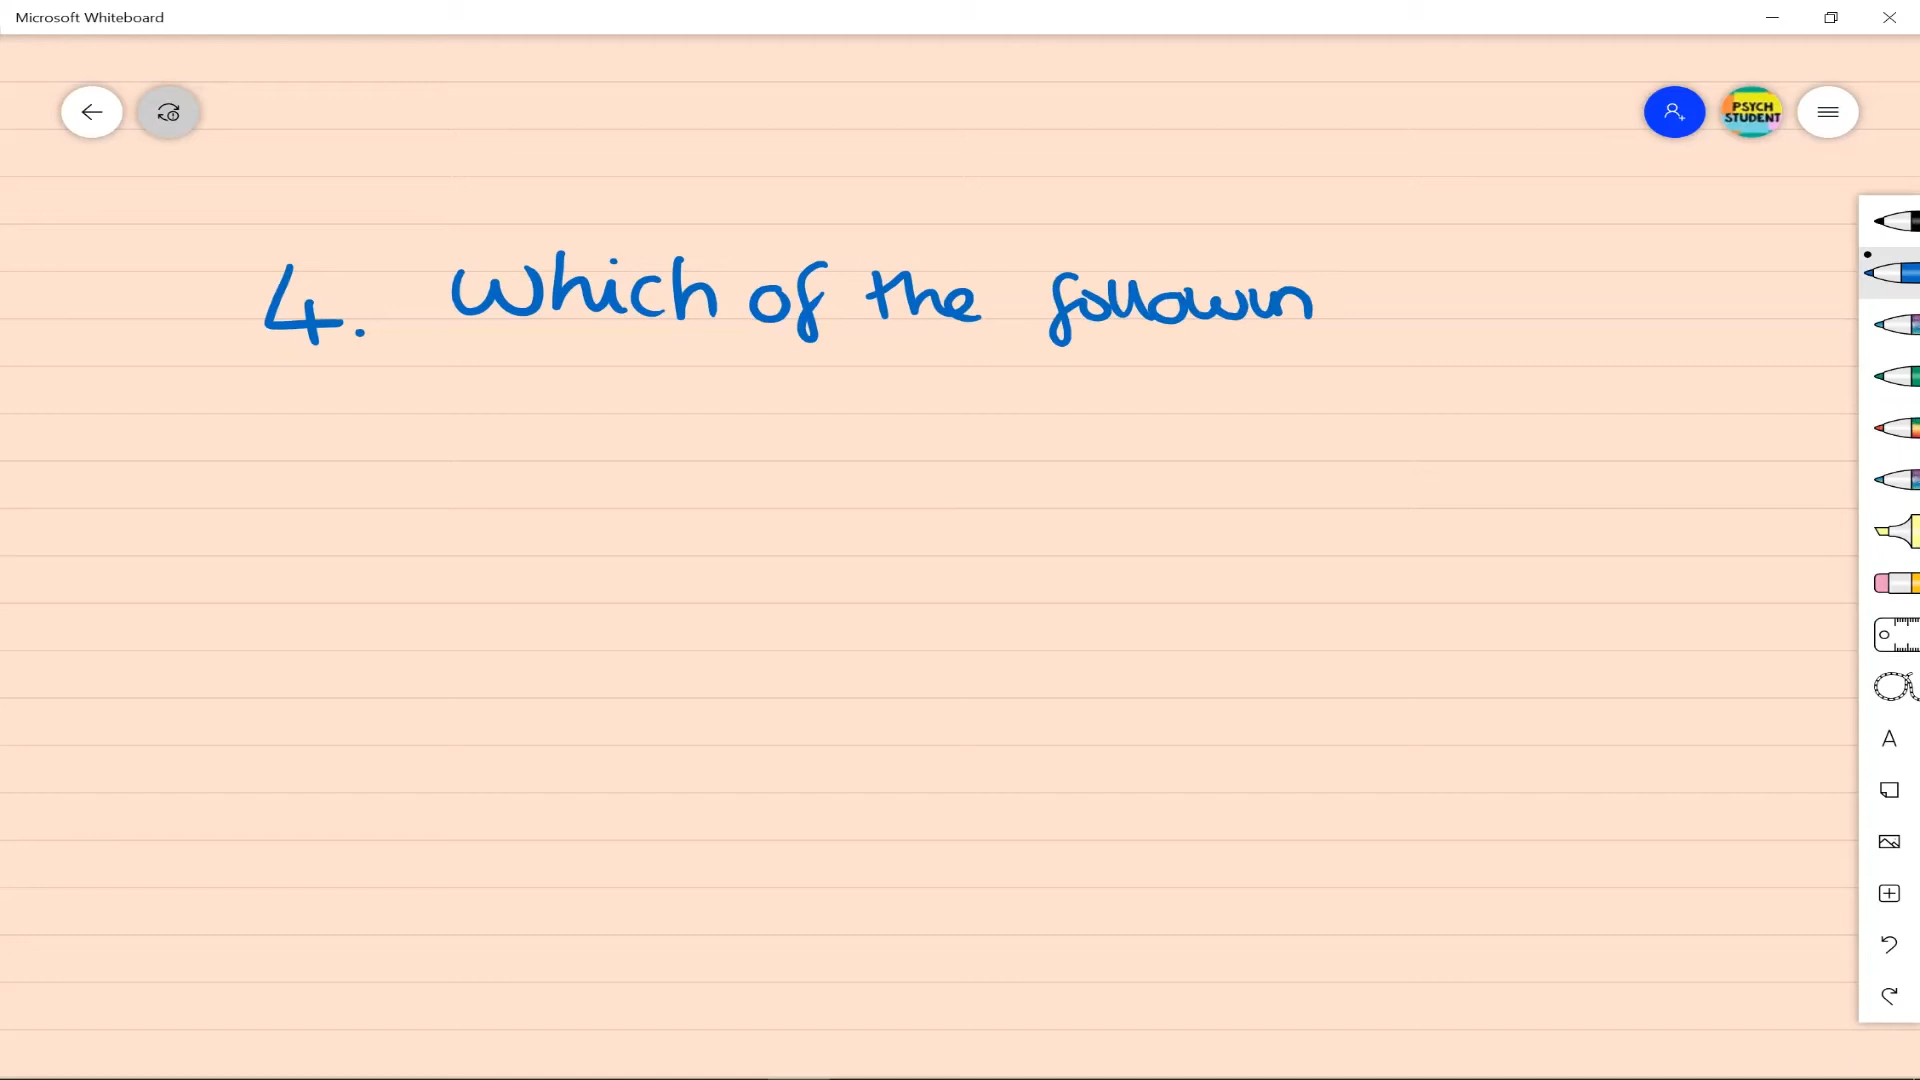 Microsoft Whiteboard
PSYCH
STUDENT
4. Which of the followin
A